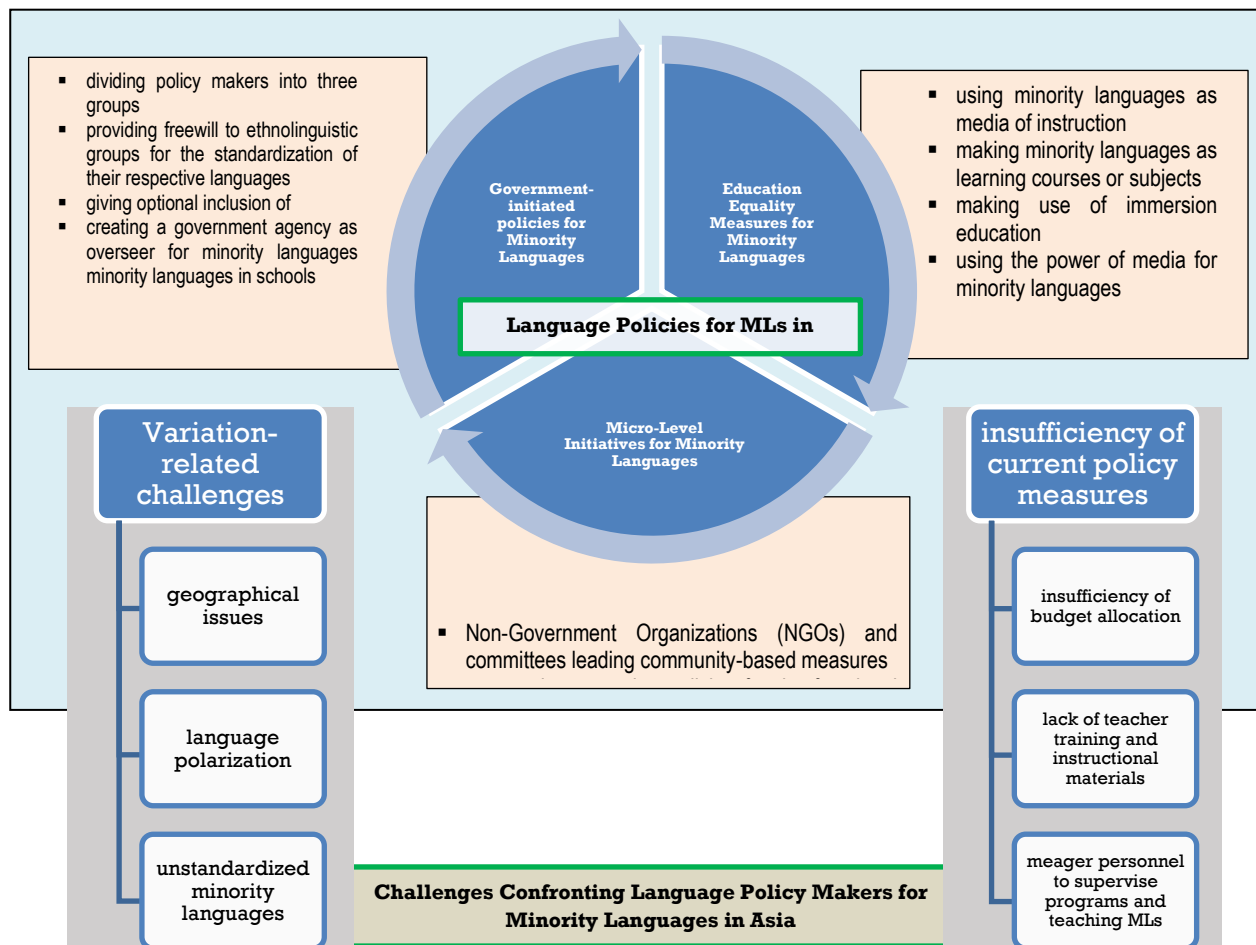 ▪ dividing policy makers into three
groups
▪ providing freewill to ethnolinguistic
groups for the standardization of
their respective languages
▪ giving optional inclusion of
▪ creating a government agency as
overseer for minority languages
minority languages in schools
Government-
initiated
policies for
Minority
Languages
Education
Equality
Measures for
Minority
Languages
▪ using minority languages as
media of instruction
▪ making minority languages as
learning courses or subjects
▪ making use of immersion
education
▪ using the power of media for
minority languages
Language Policies for MLs in
Micro-Level
Initiatives for Minority
Languages
▪ Non-Government Organizations (NGOs) and
committees leading community-based measures
Variation-
related
challenges
geographical
issues
language
polarization
unstandardized
minority
languages
insufficiency of
current policy
measures
insufficiency of
budget allocation
lack of teacher
training and
instructional
materials
meager personnel
to supervise
programs and
teaching MLs
Challenges Confronting Language Policy Makers for
Minority Languages in Asia